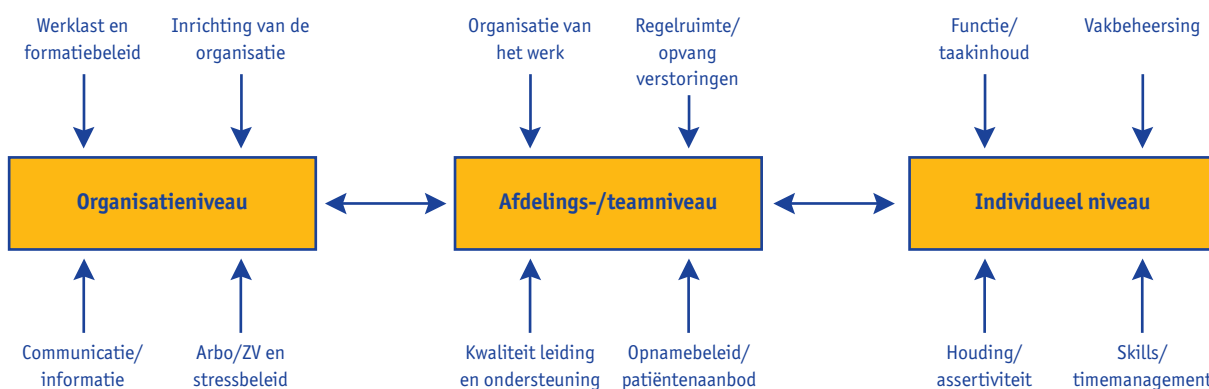 Werklast en
formatiebeleid
Inrichting van de
organisatie
Organisatie van
het werk
Regelruimte/
opvang
verstoringen
Functie/
taakinhoud
Vakbeheersing
Organisatieniveau
Afdelings-/teamniveau
Individueel niveau
Communicatie/
informatie
Arbo/ZV en
stressbeleid
Kwaliteit leiding
en ondersteuning
Opnamebeleid/
patiëntenaanbod
Houding/
assertiviteit
Skills/
timemanagement